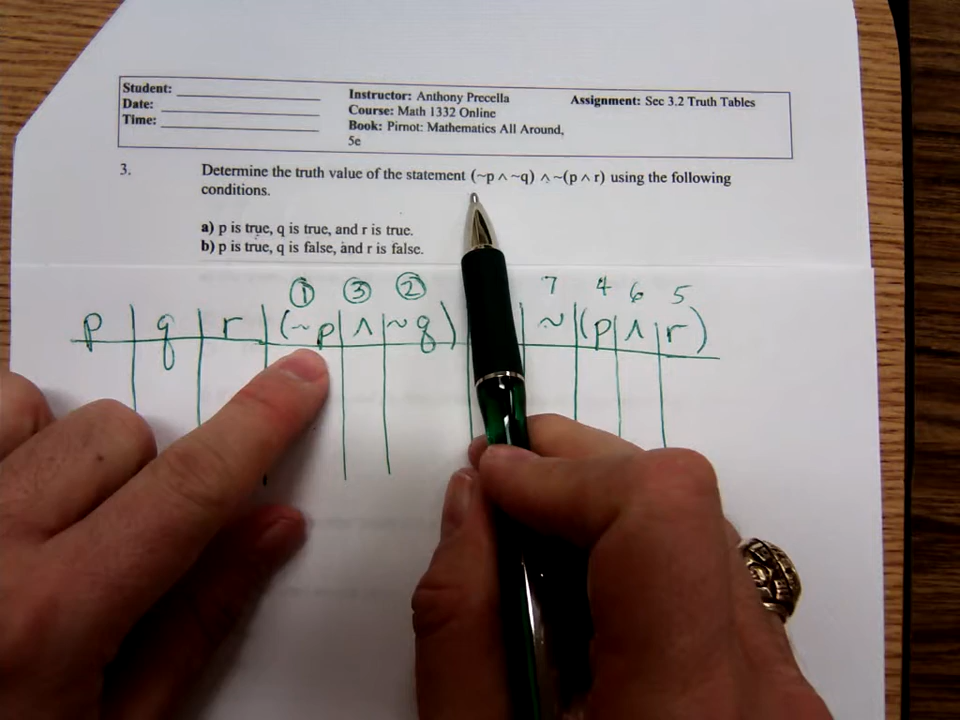 Student: Instructor: Anthony Precella Assignment: Sec 3.2 Truth Tables
Date: Course: Math 1332 Online
Time: Book: Pirnot: Mathematics All Around,
5e
3. Determine the truth value of the statement (~p ∧ ~q) ∧ ~(p ∧ r) using the following
conditions.
a) p is true, q is true, and r is true.
b) p is true, q is false, and r is false.
① ③ ② 7 4 6 5
p q r (~p ∧ ~q) ~ (p ∧ r)